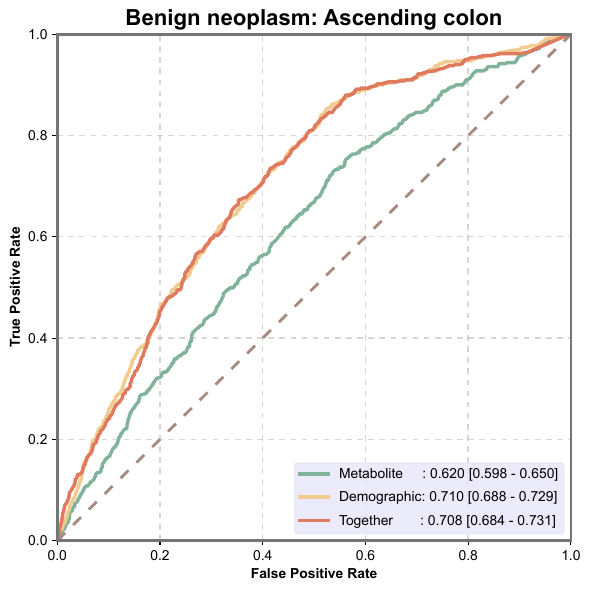 Benign neoplasm: Ascending colon
True Positive Rate
1.0
0.8
0.6
0.4
0.2
0.0
Metabolite : 0.620 [0.598 - 0.650]
Demographic: 0.710 [0.688 - 0.729]
Together : 0.708 [0.684 - 0.731]
0.0 0.2 0.4 0.6 0.8 1.0
False Positive Rate